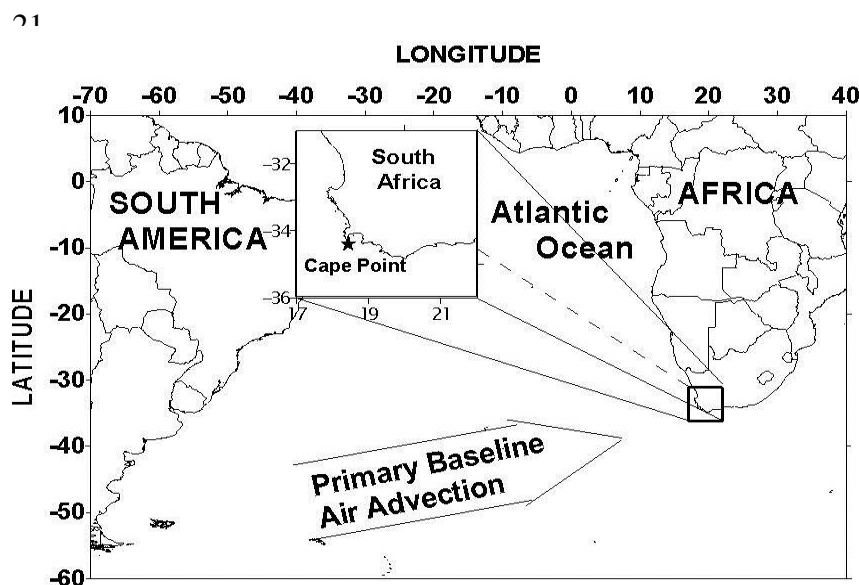 21
LONGITUDE
-70 -60 -50 -40 -30 -20 -10 0 10 20 30 40
10
0
-10
-20
-30
-40
-50
-60
LATITUDE
SOUTH
AMERICA
-32
-34
-36
17 19 21
South
Africa
Cape Point
Atlantic
Ocean
AFRICA
Primary Baseline
Air Advection